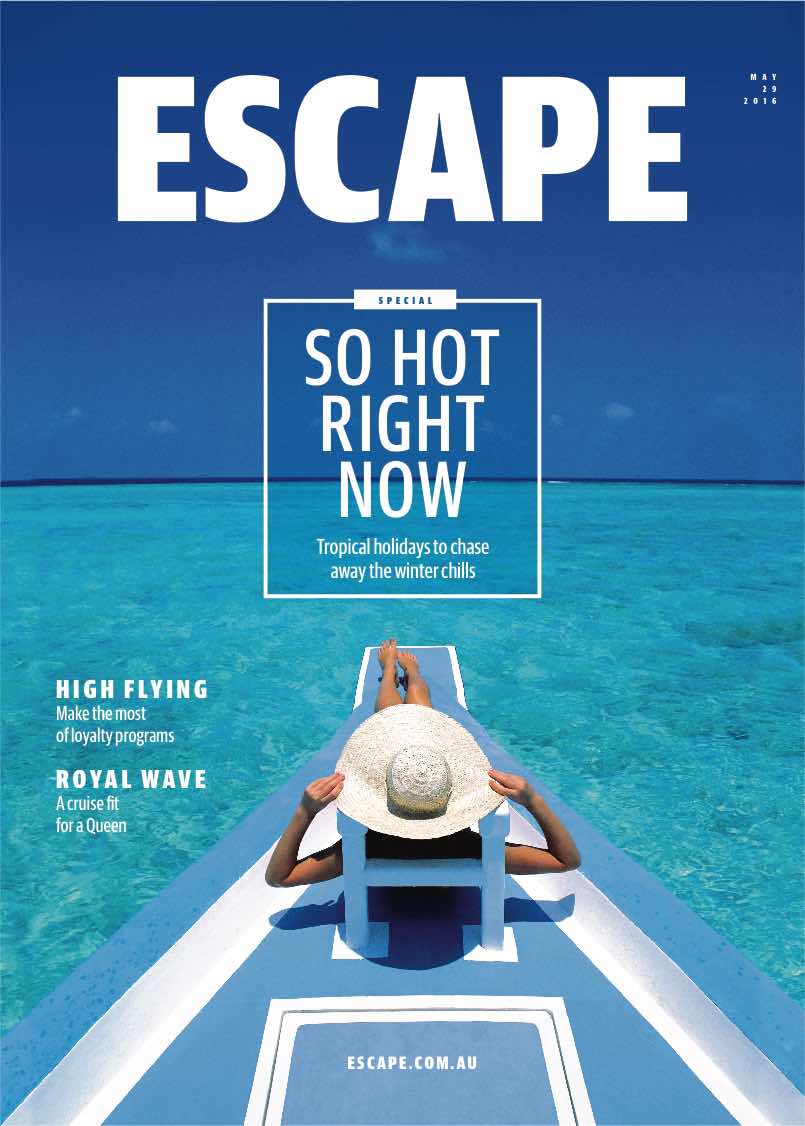 ESCAPE
MAY
29
2016
SPECIAL
SO HOT
RIGHT
NOW
Tropical holidays to chase
away the winter chills
HIGH FLYING
Make the most
of loyalty programs
ROYAL WAVE
A cruise fit
for a Queen
ESCAPE.COM.AU